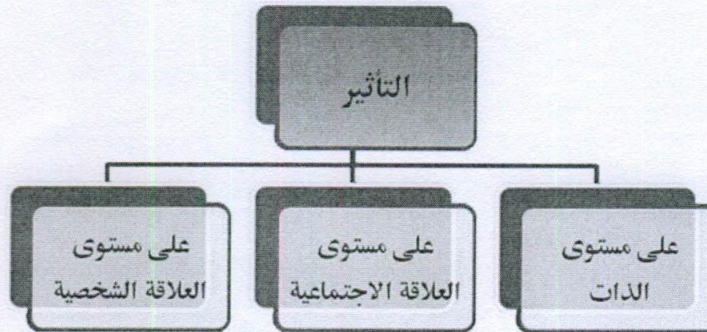 التأثير
على مستوى
الذات
على مستوى
العلاقة الاجتماعية
على مستوى
العلاقة الشخصية